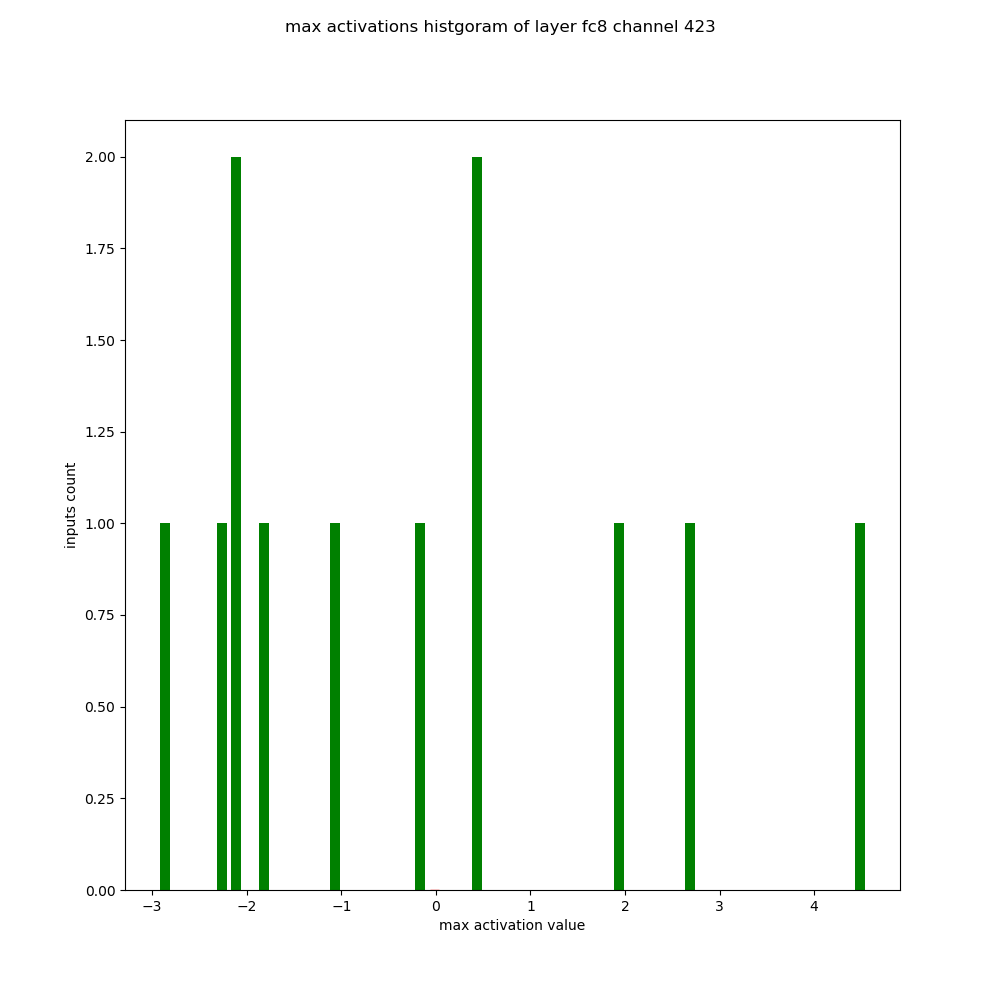 max activations histgoram of layer fc8 channel 423
2.00
1.75
1.50
1.25
1.00
0.75
0.50
0.25
0.00
inputs count
−3 −2 −1 0 1 2 3 4
max activation value